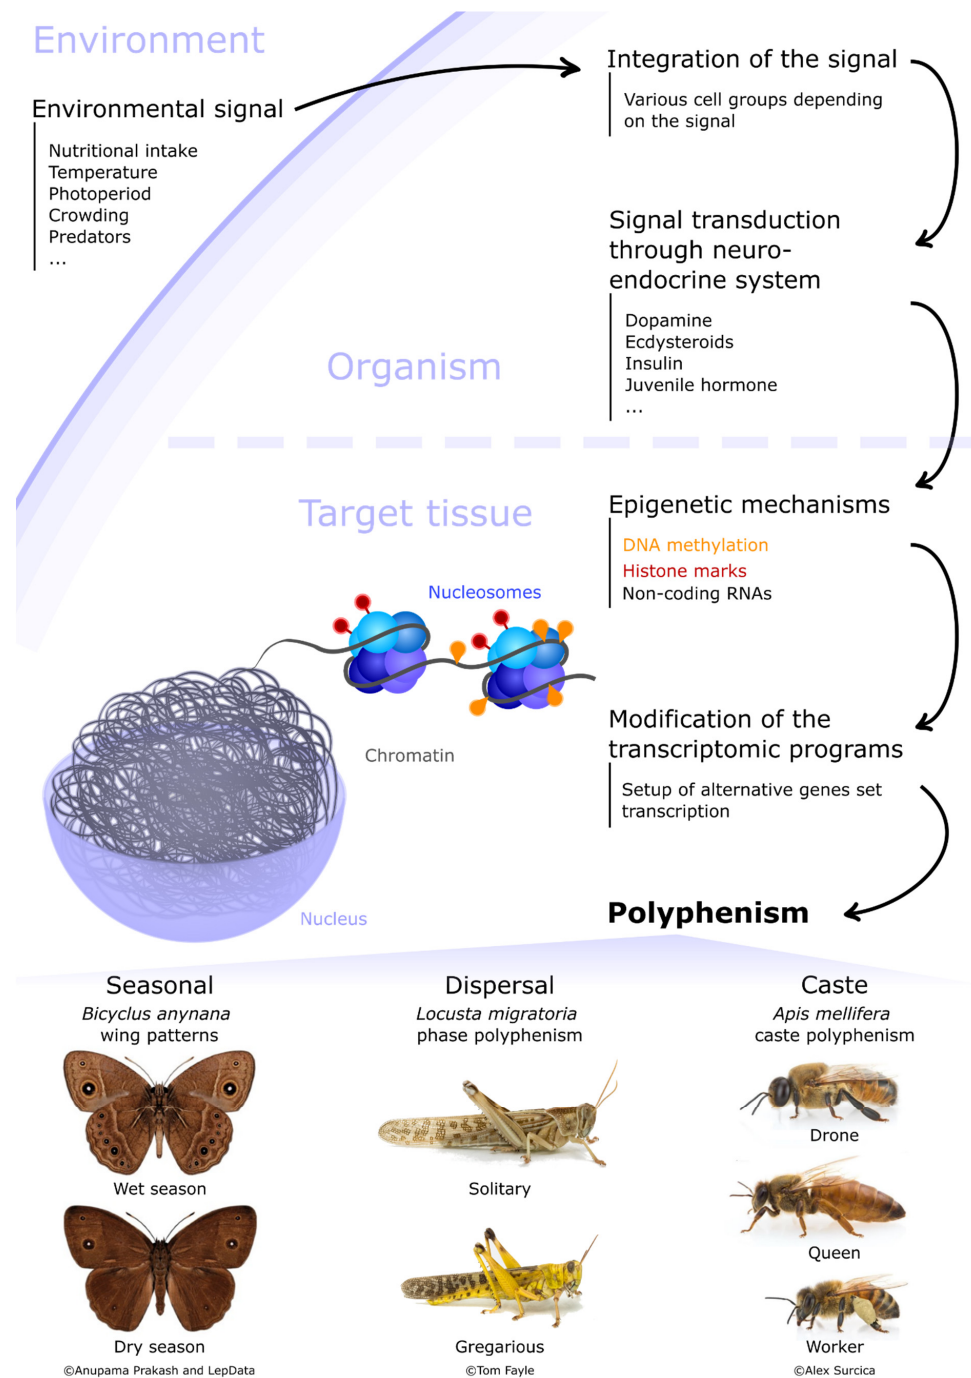 Environment
Environmental signal
Nutritional intake
Temperature
Photoperiod
Crowding
Predators
...
Integration of the signal
Various cell groups depending
on the signal
Signal transduction
through neuro-
endocrine system
Dopamine
Ecdysteroids
Insulin
Juvenile hormone
...
Organism
Target tissue
Epigenetic mechanisms
DNA methylation
Histone marks
Non-coding RNAs
Nucleosomes
Chromatin
Nucleus
Modification of the
transcriptomic programs
Setup of alternative genes set
transcription
Polyphenism
Seasonal
Bicyclus anynana
wing patterns
Wet season
Dry season
©Anupama Prakash and LepData
Dispersal
Locusta migratoria
phase polyphenism
Solitary
Gregarious
©Tom Fayle
Caste
Apis mellifera
caste polyphenism
Drone
Queen
Worker
©Alex Surcica